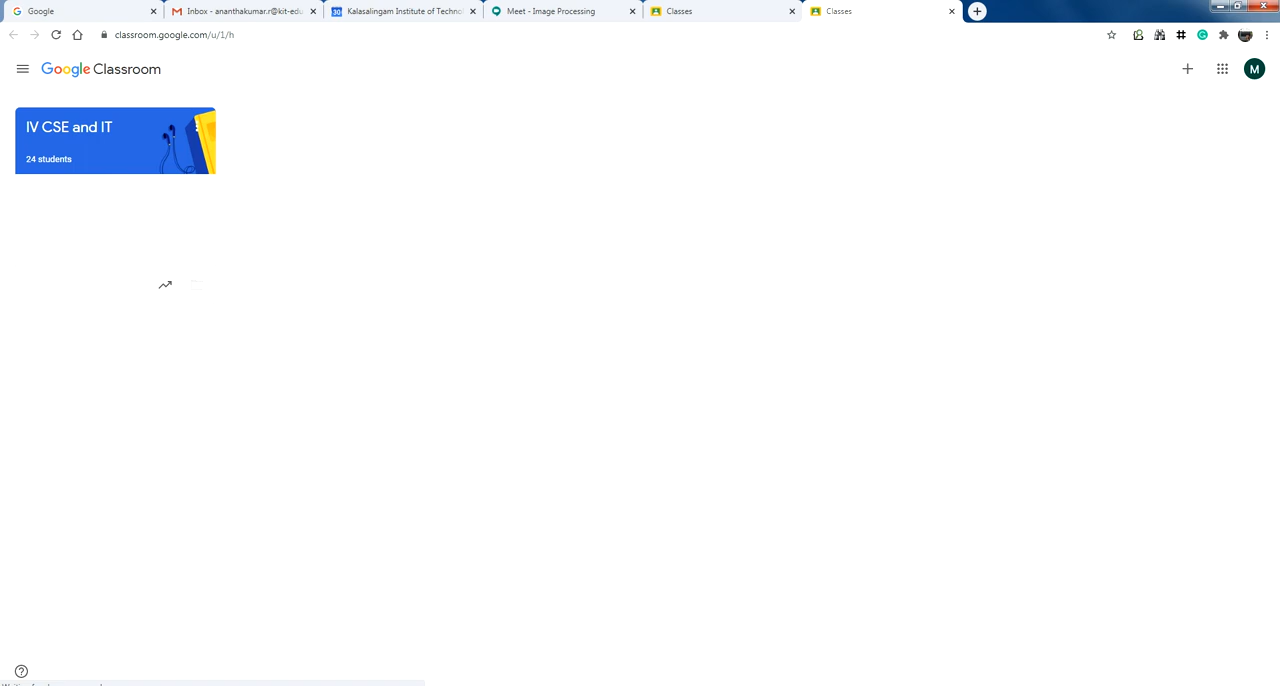 Google
Inbox - ananthakumar.r@kit-edu
30 Kalasalingam Institute of Technol
Meet - Image Processing
Classes
Classes
classroom.google.com/u/1/h
Google Classroom
M
IV CSE and IT
24 students